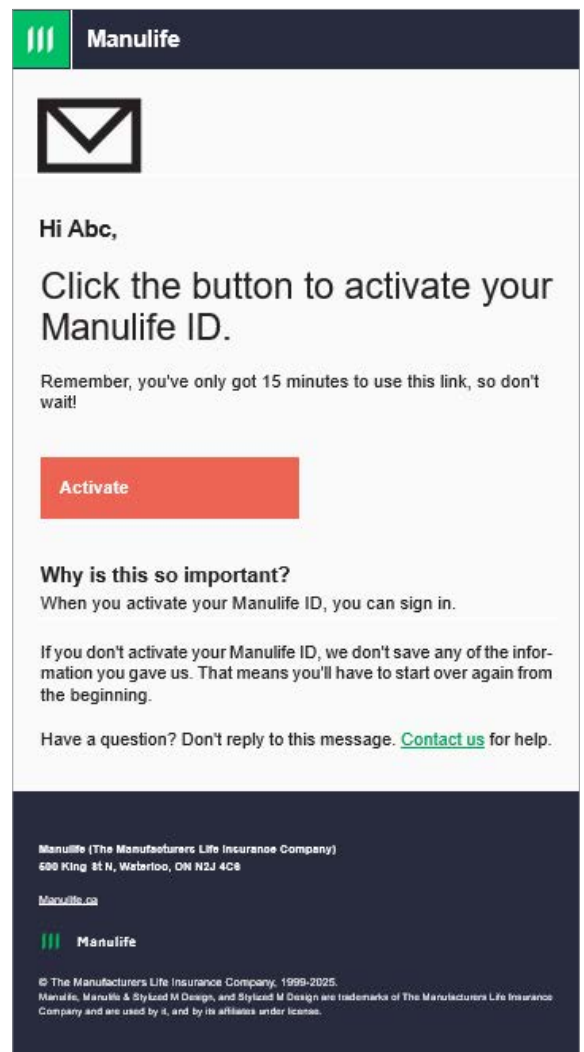 Manulife
Hi Abc,
Click the button to activate your
Manulife ID.
Remember, you've only got 15 minutes to use this link, so don't
wait!
Activate
Why is this so important?
When you activate your Manulife ID, you can sign in.
If you don't activate your Manulife ID, we don't save any of the infor-
mation you gave us. That means you'll have to start over again from
the beginning.
Have a question? Don't reply to this message. Contact us for help.
Manulife (The Manufacturers Life Insurance Company)
500 King St N, Waterloo, ON N2J 4C6
Manulife.ca
Manulife
© The Manufacturers Life Insurance Company, 1999-2025.
Manulife, Manulife & Stylized M Design, and Stylized M Design are trademarks of The Manufacturers Life Insurance
Company and are used by it, and by its affiliates under license.